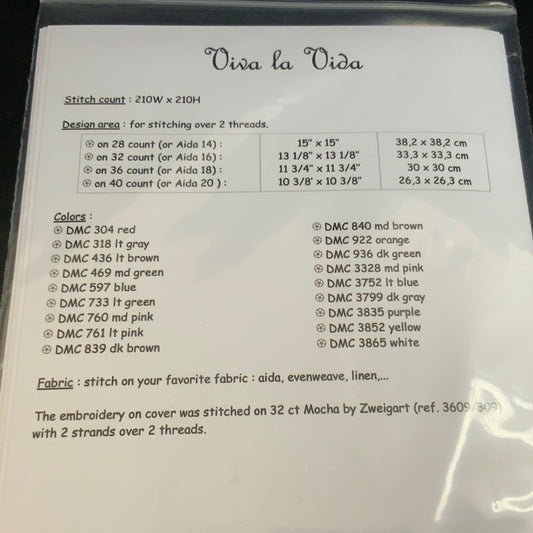 Viva la Vida
Stitch count : 210W x 210H
Design area : for stitching over 2 threads.
on 28 count (or Aida 14) : 15" x 15" 38,2 x 38,2 cm
on 32 count (or Aida 16) : 13 1/8" x 13 1/8" 33,3 x 33,3 cm
on 36 count (or Aida 18) : 11 3/4" x 11 3/4" 30 x 30 cm
on 40 count (or Aida 20 ) : 10 3/8' x 10 3/8" 26,3 x 26,3 cm
Colors :
DMC 304 red
DMC 318 lt gray
DMC 436 lt brown
DMC 469 md green
DMC 597 blue
DMC 733 lt green
DMC 760 md pink
DMC 761 lt pink
DMC 839 dk brown
DMC 840 md brown
DMC 922 orange
DMC 936 dk green
DMC 3328 md pink
DMC 3752 lt blue
DMC 3799 dk gray
DMC 3835 purple
DMC 3852 yellow
DMC 3865 white
Fabric : stitch on your favorite fabric : aida, evenweave, linen,...
The embroidery on cover was stitched on 32 ct Mocha by Zweigart (ref. 3609/309)
with 2 strands over 2 threads.